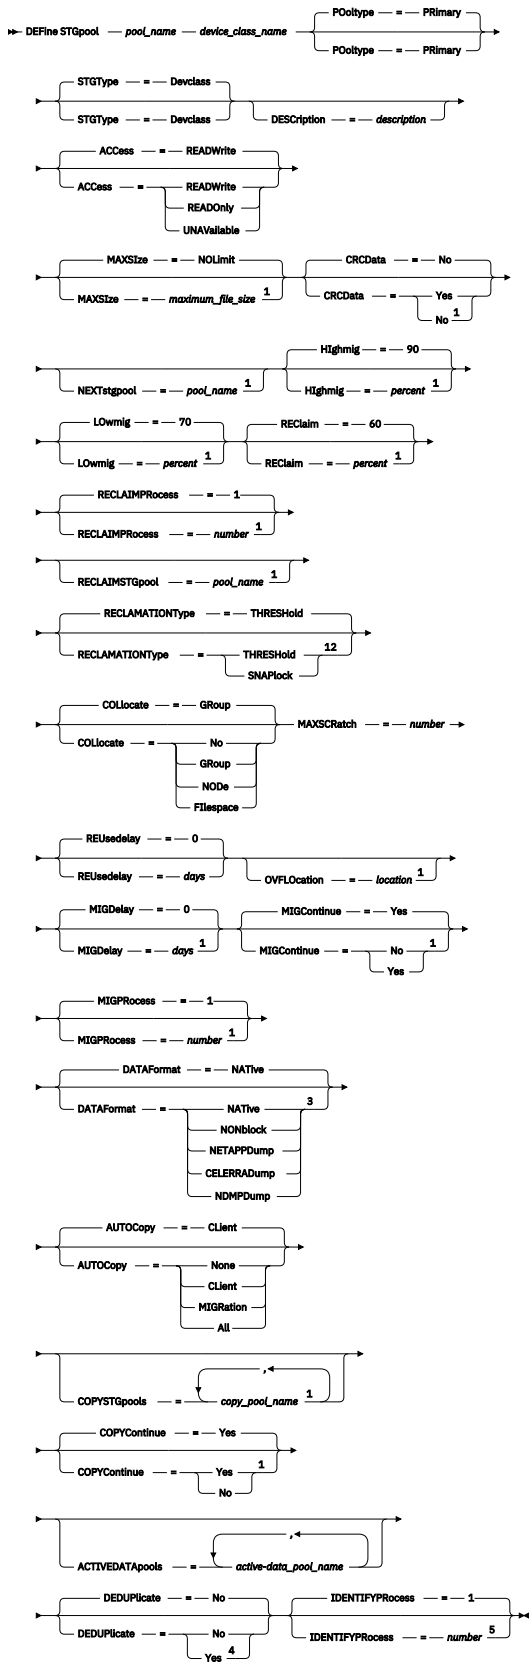 POoltype = PRimary
DEFine STGpool pool_name device_class_name
POoltype = PRimary
STGType = Devclass
STGType = Devclass
DESCription = description
ACCess = READWrite
ACCess = READWrite
READOnly
UNAVailable
MAXSIze = NOLimit
MAXSIze = maximum_file_size 1
CRCData = No
CRCData = Yes
No 1
NEXTstgpool = pool_name 1
HIghmig = 90
HIghmig = percent 1
LOwmig = 70
LOwmig = percent 1
REClaim = 60
REClaim = percent 1
RECLAIMPRocess = 1
RECLAIMPRocess = number 1
RECLAIMSTGpool = pool_name 1
RECLAMATIONType = THRESHold
RECLAMATIONType = THRESHold 12
SNAPlock
COLlocate = GRoup
MAXSCRatch = number
COLlocate = No
GRoup
NODe
FIlespace
REUsedelay = 0
REUsedelay = days
OVFLOcation = location 1
MIGDelay = 0
MIGDelay = days 1
MIGContinue = Yes
MIGContinue = No 1
Yes
MIGPRocess = 1
MIGPRocess = number 1
DATAFormat = NATive
DATAFormat = NATive 3
NONblock
NETAPPDump
CELERRADump
NDMPDump
AUTOCopy = CLient
AUTOCopy = None
CLient
MIGRation
All
,
COPYSTGpools = copy_pool_name 1
COPYContinue = Yes
COPYContinue = Yes 1
No
,
ACTIVEDATApools = active-data_pool_name
DEDUPlicate = No
DEDUPlicate = No
Yes 4
IDENTIFYPRocess = 1
IDENTIFYPRocess = number 5